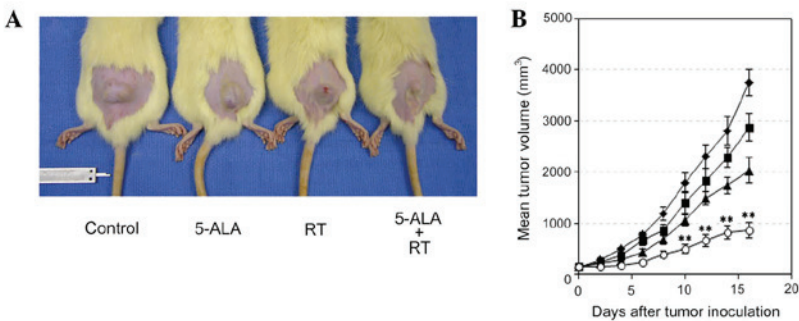 A
Control
5-ALA
RT
5-ALA
+
RT
B
Mean tumor volume (mm³)
5000
4000
3000
2000
1000
0
0
5
10
15
20
**
**
**
**
Days after tumor inoculation